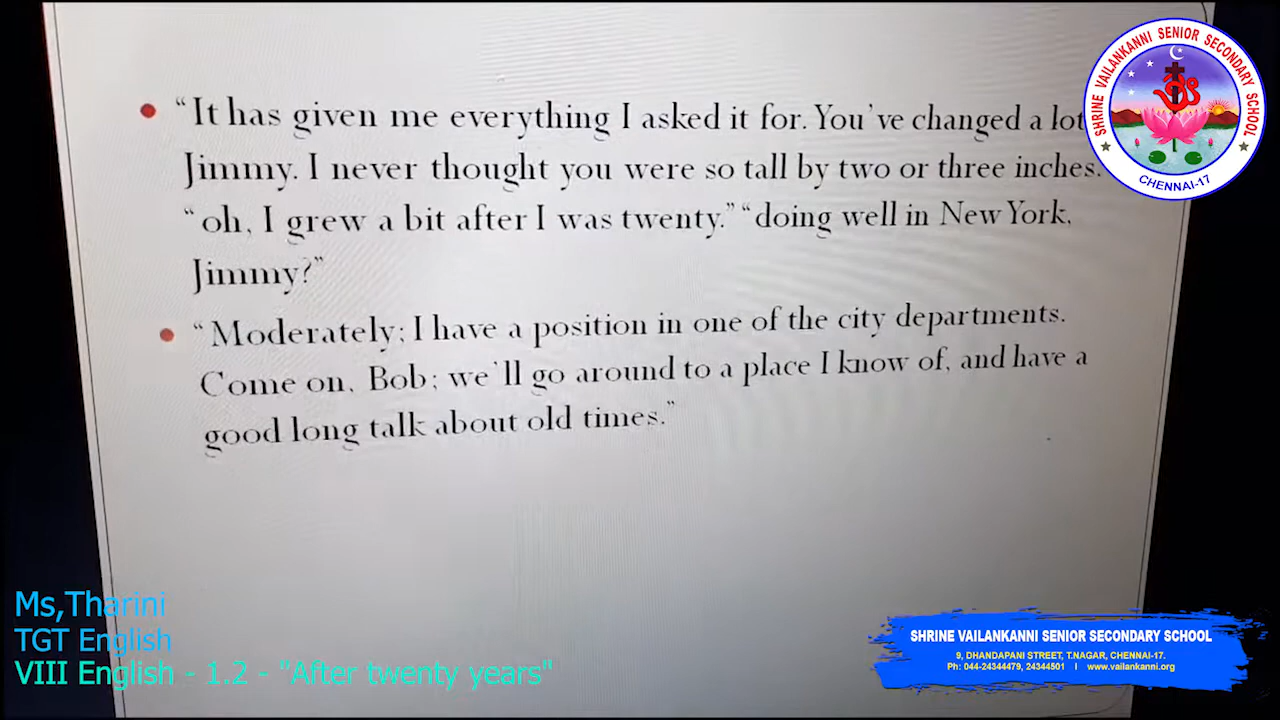 • “It has given me everything I asked it for. You’ve changed a lot
Jimmy. I never thought you were so tall by two or three inches.
“oh, I grew a bit after I was twenty.” “doing well in New York,
Jimmy?”
• “Moderately; I have a position in one of the city departments.
Come on, Bob; we’ll go around to a place I know of, and have a
good long talk about old times.”
SHRINE VAILANKANNI SENIOR SECONDARY SCHOOL
CHENNAI-17
Ms,Tharini
TGT English
VIII English - 1.2 - "After twenty years"
SHRINE VAILANKANNI SENIOR SECONDARY SCHOOL
9, DHANDAPANI STREET, T.NAGAR, CHENNAI-17.
Ph: 044-24344479, 24344501 I www.vailankanni.org